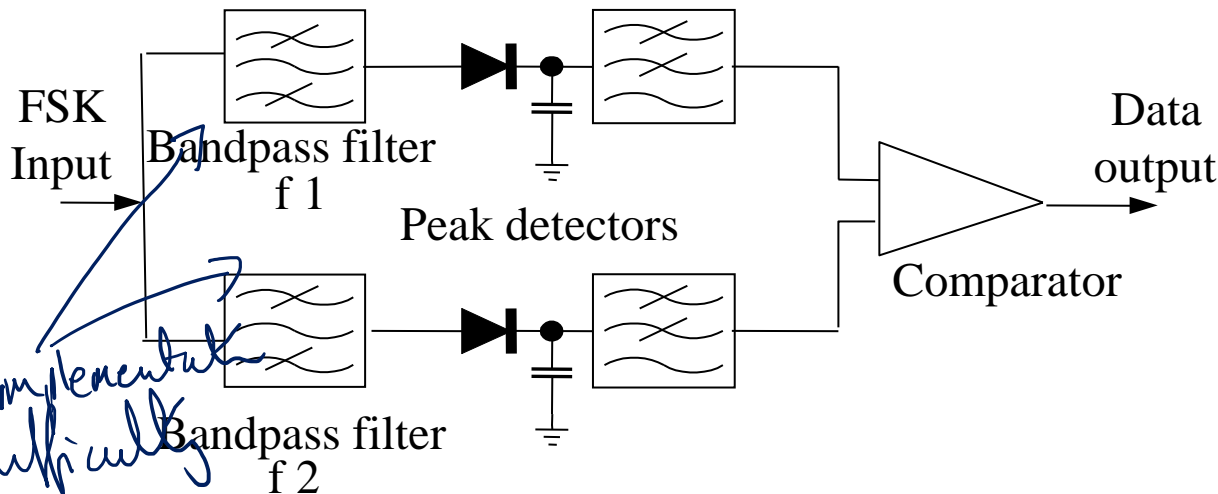 FSK
Input
Bandpass filter
f 1
Peak detectors
Data
output
Comparator
Bandpass filter
f 2